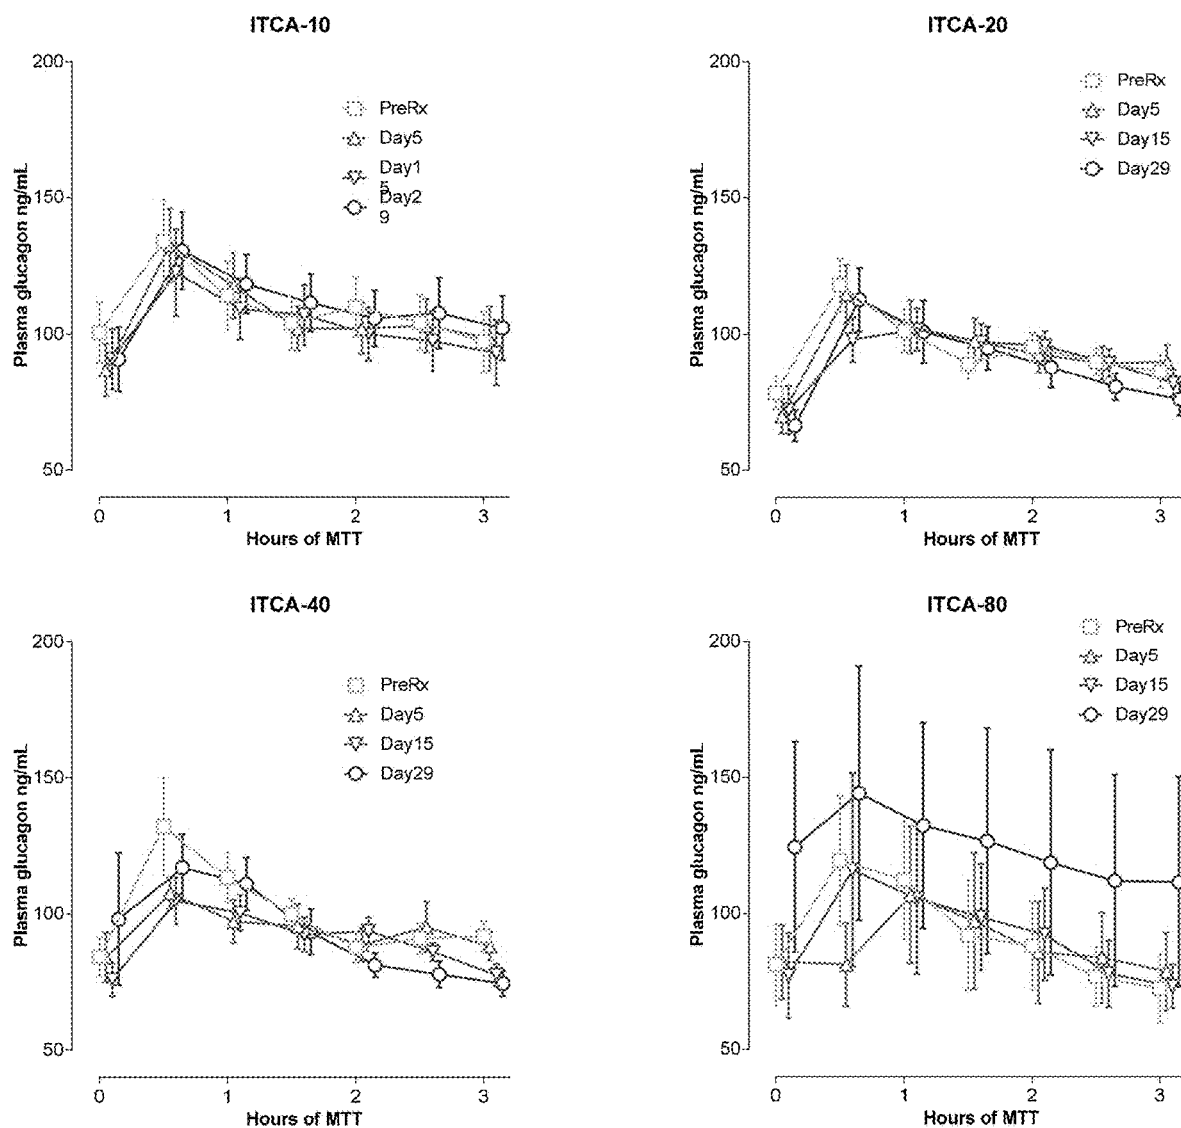 ITCA-10
200
150
100
50
Plasma glucagon ng/mL
PreRx
Day5
Day1
5
Day2
9
0 1 2 3
Hours of MTT
ITCA-20
200
150
100
50
Plasma glucagon ng/mL
PreRx
Day5
Day15
Day29
0 1 2 3
Hours of MTT
ITCA-40
200
150
100
50
Plasma glucagon ng/mL
PreRx
Day5
Day15
Day29
0 1 2 3
Hours of MTT
ITCA-80
200
150
100
50
Plasma glucagon ng/mL
PreRx
Day5
Day15
Day29
0 1 2 3
Hours of MTT